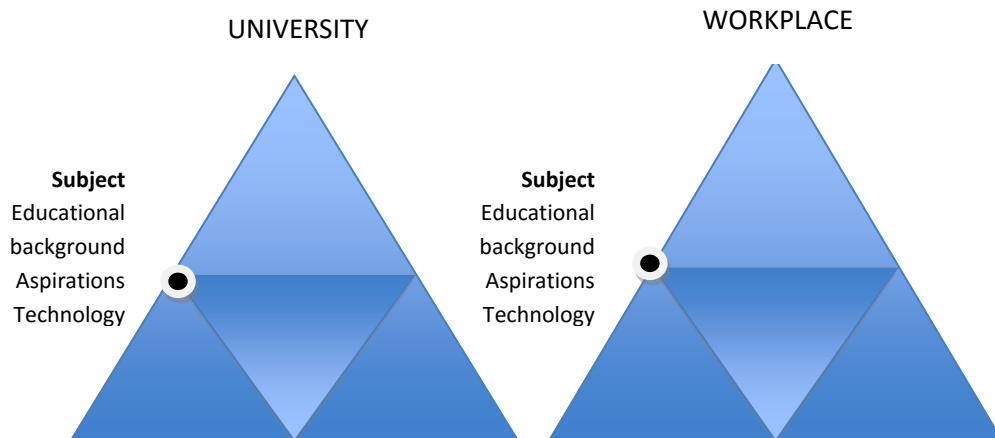 UNIVERSITY
WORKPLACE
Subject
Educational
background
Aspirations
Technology
Subject
Educational
background
Aspirations
Technology